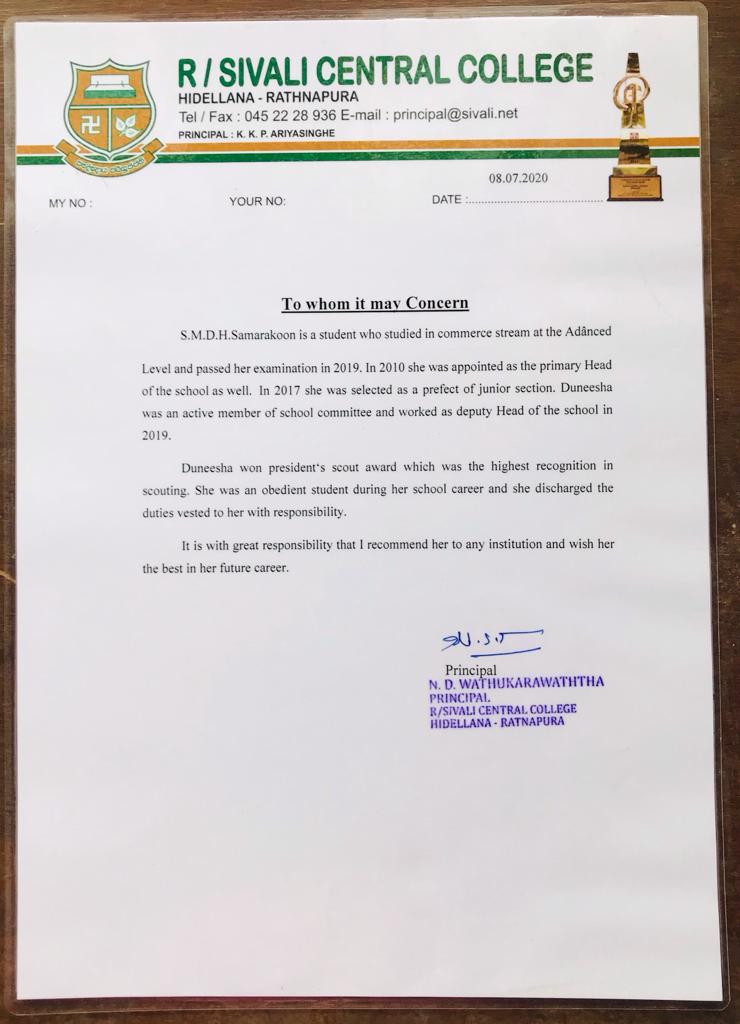 R / SIVALI CENTRAL COLLEGE
HIDELLANA - RATHNAPURA
Tel / Fax : 045 22 28 936 E-mail : principal@sivali.net
PRINCIPAL : K. K. P. ARIYASINGHE
08.07.2020
MY NO :
YOUR NO:
DATE :............................................
To whom it may Concern
S.M.D.H.Samarakoon is a student who studied in commerce stream at the Adânced
Level and passed her examination in 2019. In 2010 she was appointed as the primary Head
of the school as well. In 2017 she was selected as a prefect of junior section. Duneesha
was an active member of school committee and worked as deputy Head of the school in
2019.
Duneesha won president‘s scout award which was the highest recognition in
scouting. She was an obedient student during her school career and she discharged the
duties vested to her with responsibility.
It is with great responsibility that I recommend her to any institution and wish her
the best in her future career.
Principal
N. D. WATHUKARAWATHTHA
PRINCIPAL
R/SIVALI CENTRAL COLLEGE
HIDELLANA - RATNAPURA